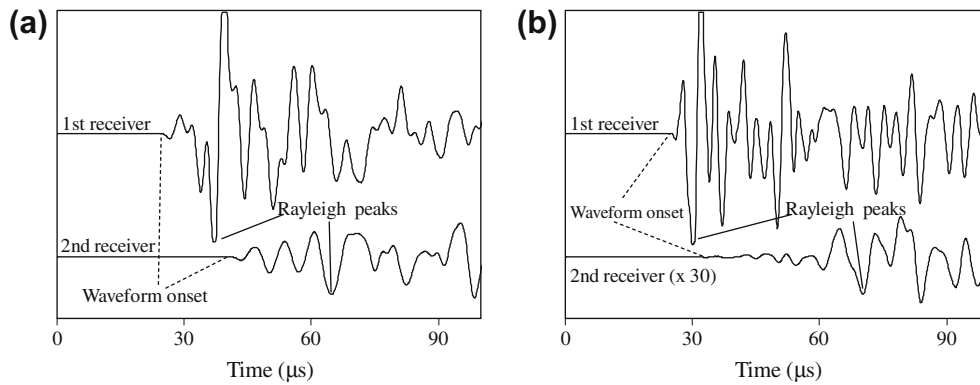 (a)
1st receiver
Rayleigh peaks
2nd receiver
Waveform onset
0 30 60 90
Time (μs)
(b)
1st receiver
Waveform onset
Rayleigh peaks
2nd receiver (x 30)
0 30 60 90
Time (μs)